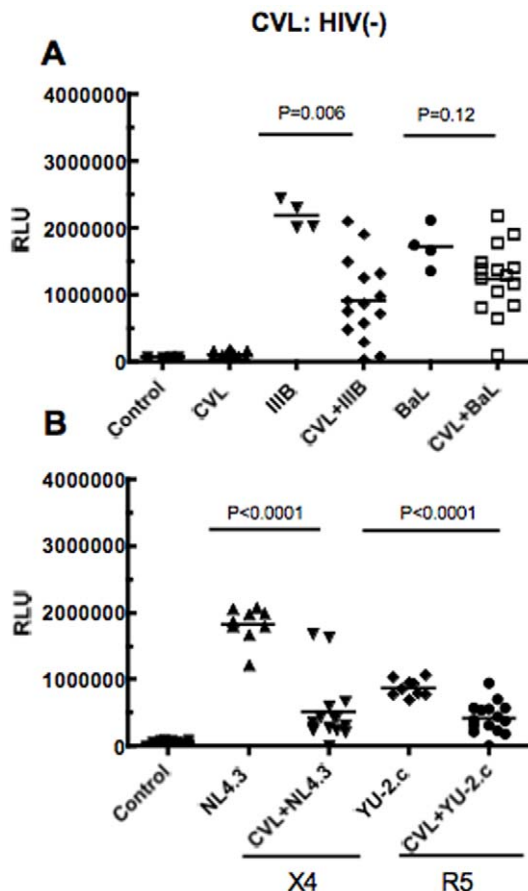 CVL: HIV(-)
A
4000000
3000000
2000000
1000000
0
RLU
P=0.006
P=0.12
Control
CVL
IIIB
CVL+IIIB
BaL
CVL+BaL
B
4000000
3000000
2000000
1000000
0
RLU
P<0.0001
P<0.0001
Control
NL4.3
CVL+NL4.3
YU-2.c
CVL+YU-2.c
X4
R5